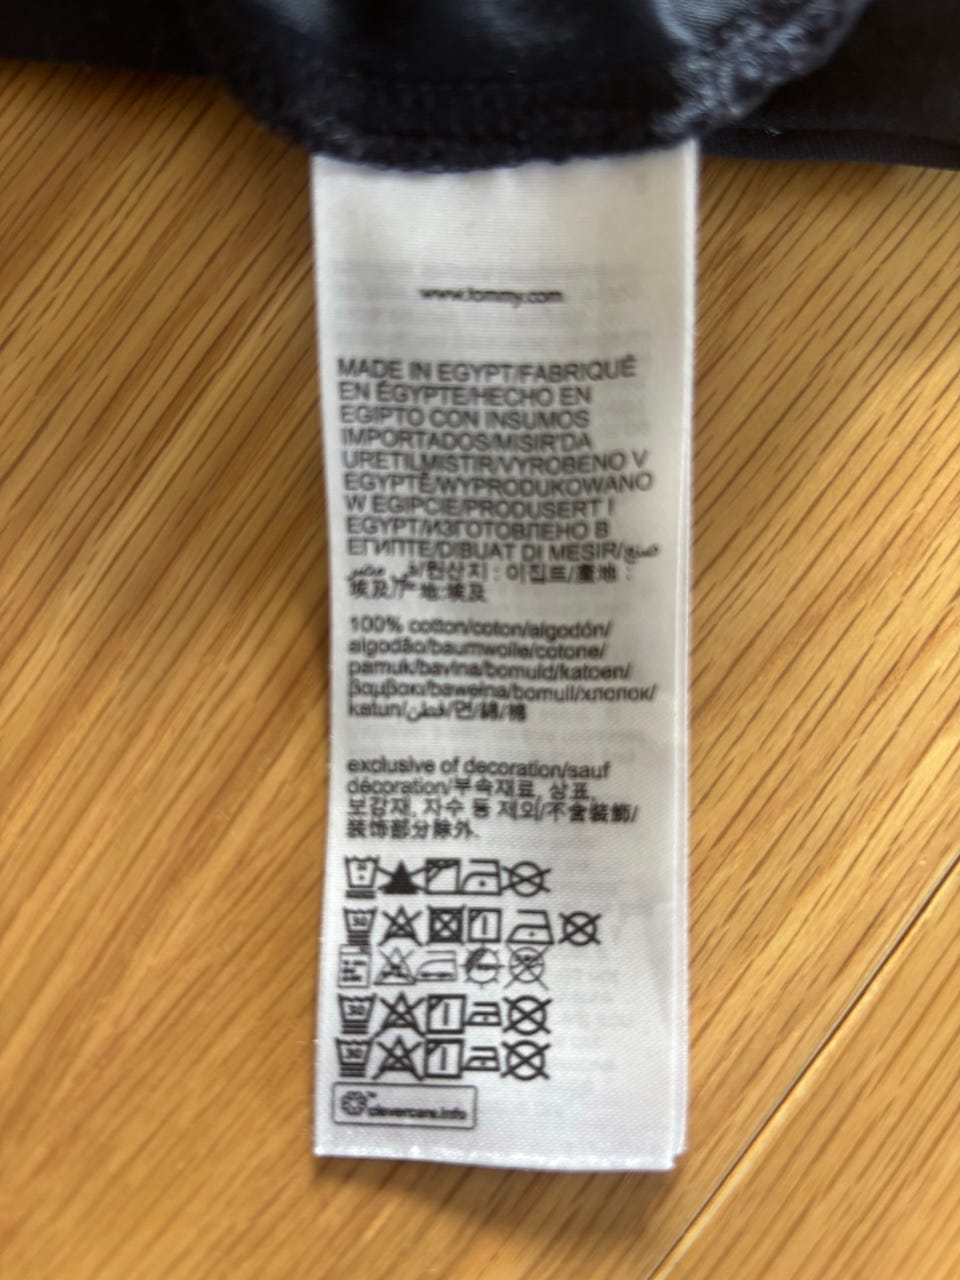 www.tommy.com
MADE IN EGYPT/FABRIQUÉ
EN ÉGYPTE/HECHO EN
EGIPTO CON INSUMOS
IMPORTADOS/MISIR'DA
URETILMISTIR/VYROBENO V
EGYPTĚ/WYPRODUKOWANO
W EGIPCIE/PRODUSERT I
EGYPT/ИЗГОТОВЛЕНО В
ЕГИПТЕ/DIBUAT DI MESIR/صنع
في مصر/원산지 : 이집트/產地 :
埃及/产地:埃及
100% cotton/coton/algodón/
algodão/baumwolle/cotone/
pamuk/bavlna/bomuld/katoen/
βαμβακι/bawełna/bomull/хлопок/
katun/قطن/면/綿/棉
exclusive of decoration/sauf
décoration/부속재료, 상표,
보강재, 자수 등 제외/不含裝飾/
装饰部分除外.
30
30
30
clevercare.info